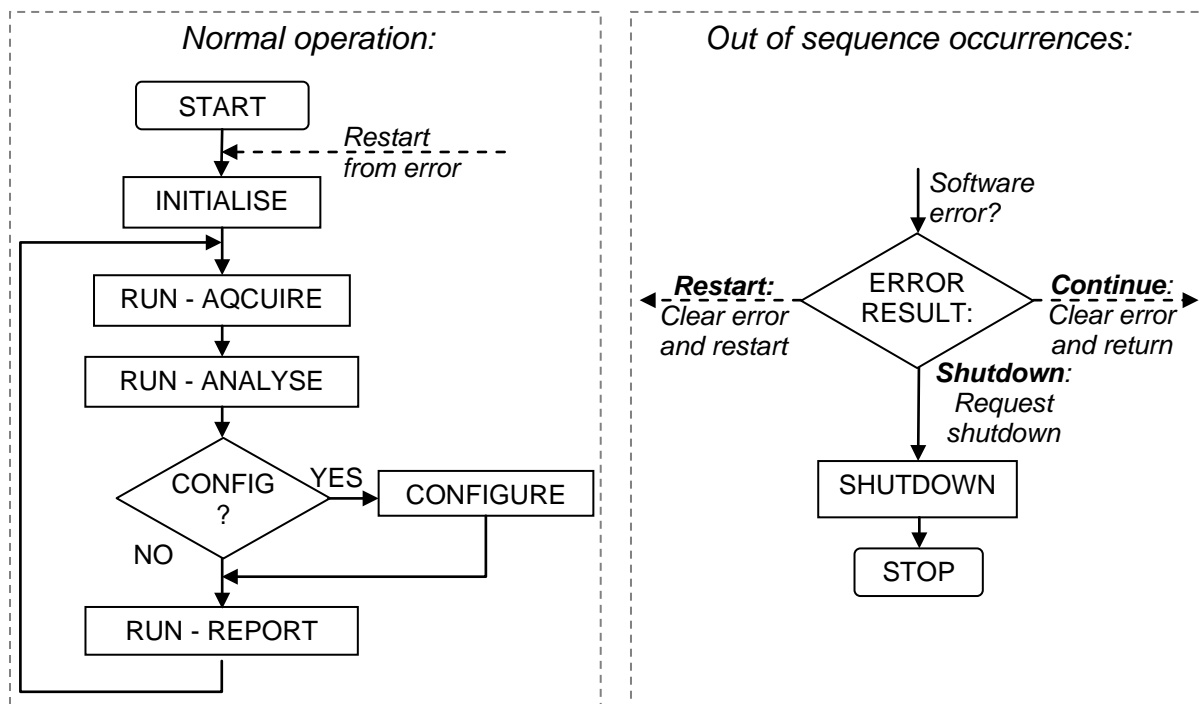 Normal operation:
START
Restart
from error
INITIALISE
RUN - AQCUIRE
RUN - ANALYSE
CONFIG
?
YES
CONFIGURE
NO
RUN - REPORT
Out of sequence occurrences:
Software
error?
ERROR
RESULT:
Restart:
Clear error
and restart
Continue:
Clear error
and return
Shutdown:
Request
shutdown
SHUTDOWN
STOP